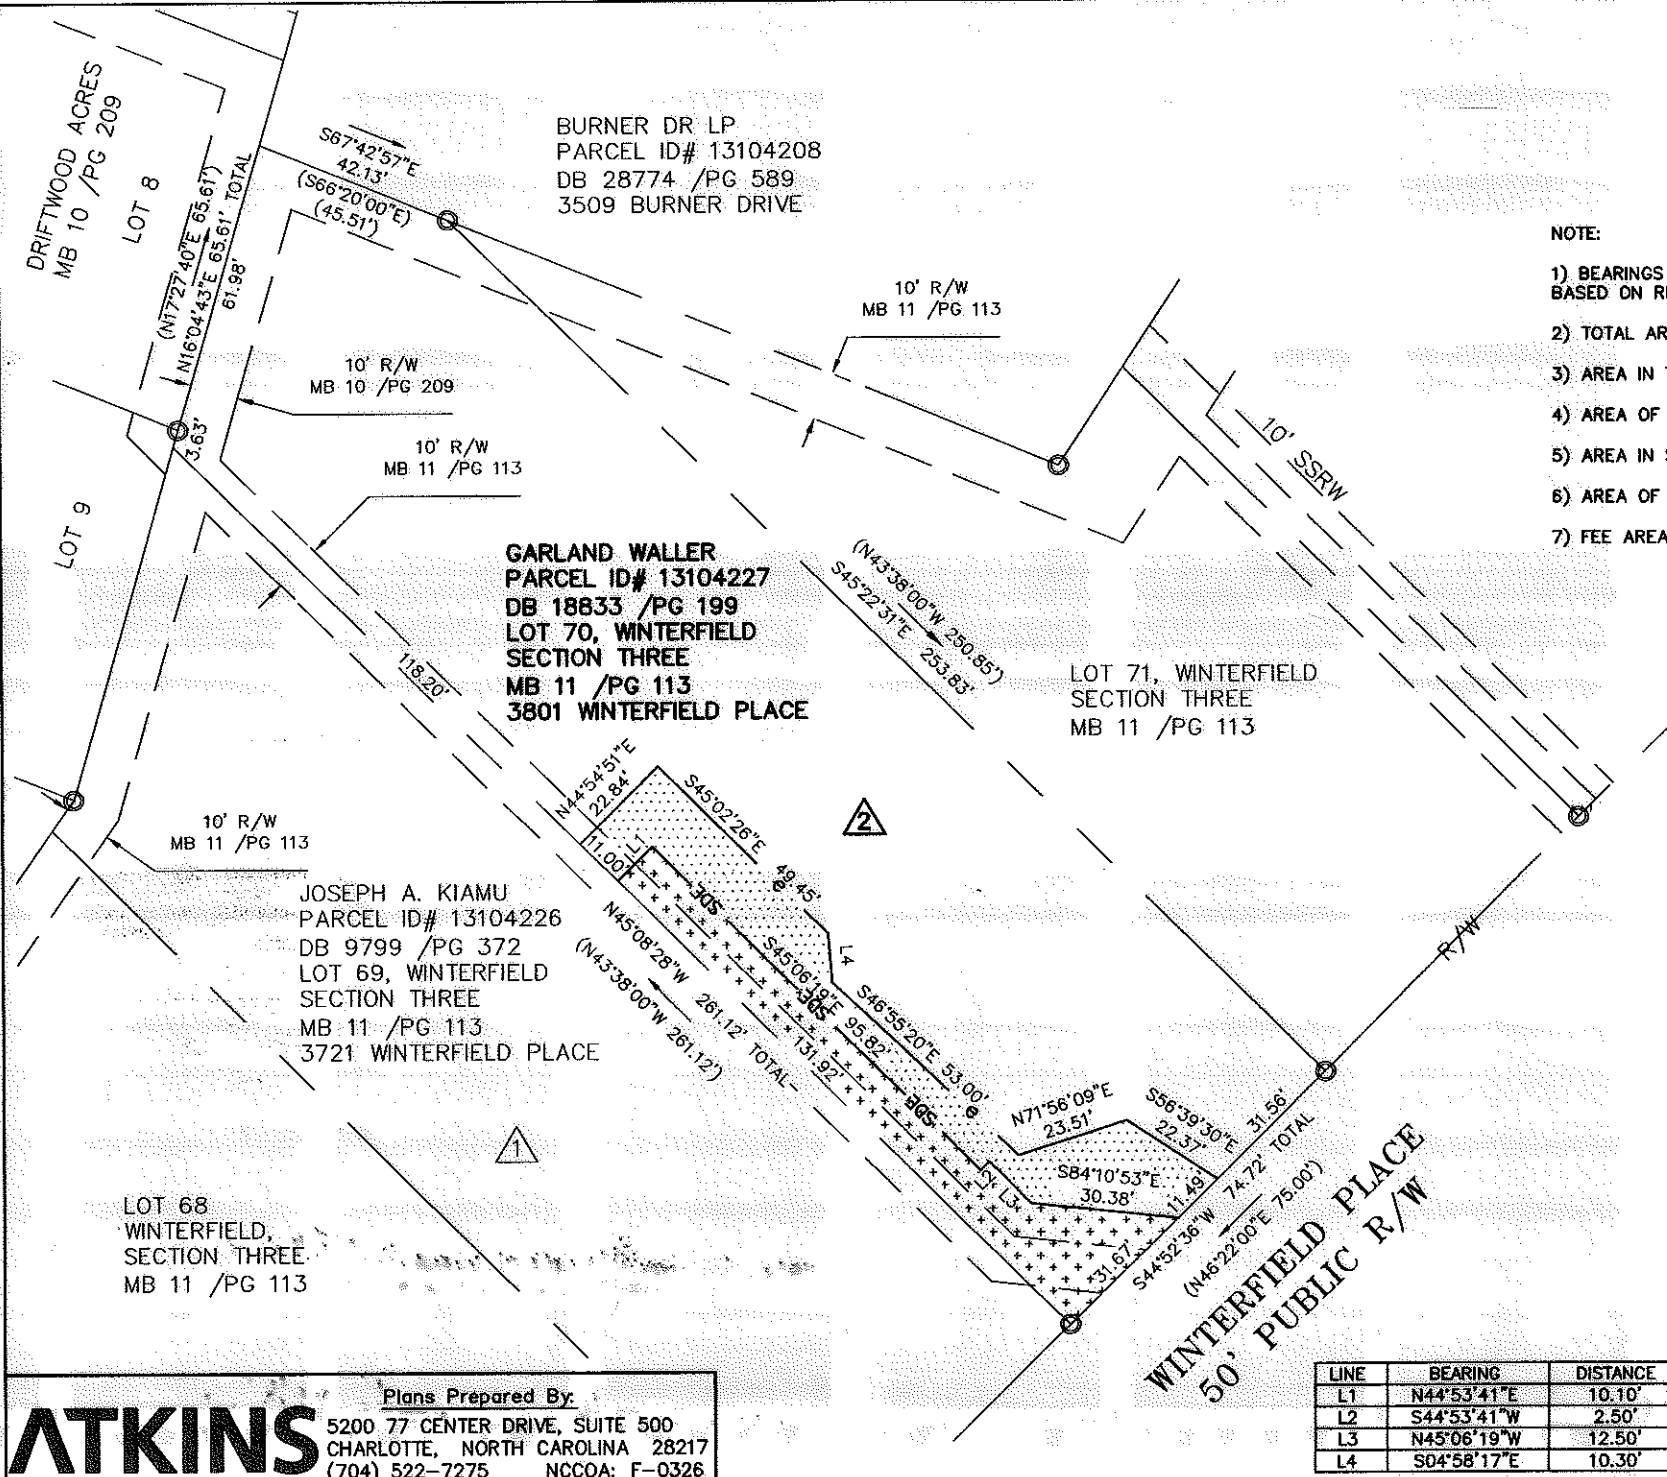 DRIFTWOOD ACRES
MB 10 /PG 209
LOT 8
(N17°27'40"E 65.61')
N16°04'43"E 65.61' TOTAL
61.98'
S67°42'57"E
42.13'
(S66°20'00"E)
(45.51')
BURNER DR LP
PARCEL ID# 13104208
DB 28774 /PG 589
3509 BURNER DRIVE
NOTE:
1) BEARINGS
BASED ON
2) TOTAL
3) AREA IN
4) AREA OF
5) AREA IN
6) AREA OF
7) FEE AREA
10' R/W
MB 11 /PG 113
10' R/W
MB 10 /PG 209
10' R/W
MB 11 /PG 113
3.63'
LOT 9
10' SSRW
GARLAND WALLER
PARCEL ID# 13104227
DB 18833 /PG 199
LOT 70, WINTERFIELD
SECTION THREE
MB 11 /PG 113
3801 WINTERFIELD PLACE
(N43°38'00"W 250.85')
S45°22'31"E 253.83'
LOT 71, WINTERFIELD
SECTION THREE
MB 11 /PG 113
118.20'
N44°54'51"E
22.84'
S45°02'26"E 49.45'
e
11.00'
L1
2
L4
SDE
S45°06'19"E 95.82'
SDE
SDE
S46°55'20"E 53.00'
e
10' R/W
MB 11 /PG 113
JOSEPH A. KIAMU
PARCEL ID# 13104226
DB 9799 /PG 372
LOT 69, WINTERFIELD
SECTION THREE
MB 11 /PG 113
3721 WINTERFIELD PLACE
N45°08'28"W 261.12' TOTAL
(N43°38'00"W 261.12')
131.92'
R/W
N71°56'09"E
23.51'
S56°39'30"E
22.37'
S84°10'53"E
30.38'
L2
L3
11.49'
31.56'
31.67'
S44°52'36"W 74.72' TOTAL
(N46°22'00"E 75.00')
1
LOT 68
WINTERFIELD,
SECTION THREE
MB 11 /PG 113
WINTERFIELD PLACE
50' PUBLIC R/W
LINE BEARING DISTANCE
L1 N44°53'41"E 10.10'
L2 S44°53'41"W 2.50'
L3 N45°06'19"W 12.50'
L4 S04°58'17"E 10.30'
ATKINS
Plans Prepared By:
5200 77 CENTER DRIVE, SUITE 500
CHARLOTTE, NORTH CAROLINA 28217
(704) 522-7275 NCCOA: F-0326